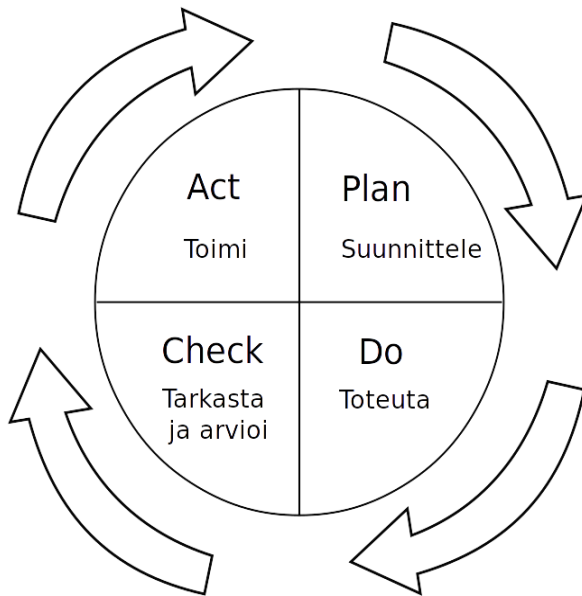 Act
Toimi
Plan
Suunnittele
Check
Tarkasta
ja arvioi
Do
Toteuta